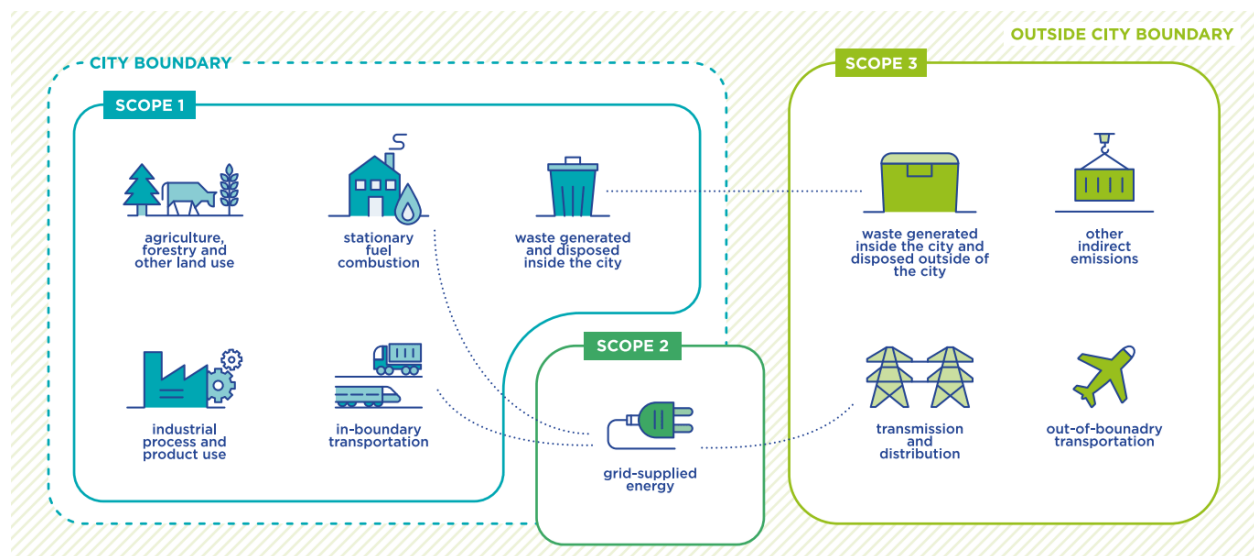 OUTSIDE CITY BOUNDARY
CITY BOUNDARY
SCOPE 3
SCOPE 1
agriculture,
forestry and
other land use
stationary
fuel
combustion
waste generated
and disposed
inside the city
waste generated
inside the city and
disposed outside of
the city
other
indirect
emissions
SCOPE 2
industrial
process and
product use
in-boundary
transportation
grid-supplied
energy
transmission
and
distribution
out-of-bounadry
transportation